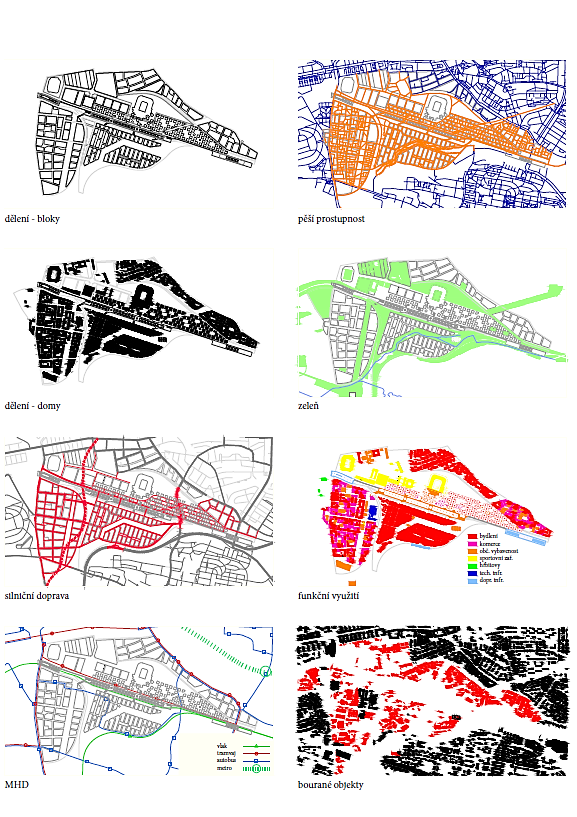 dělení - bloky
pěší prostupnost
dělení - domy
zeleň
silniční doprava
funkční využití
bydlení
komerce
obč. vybavenost
sportovní zař.
hřbitovy
tech. infr.
dopr. infr.
MHD
vlak
tramvaj
autobus
metro
bourané objekty